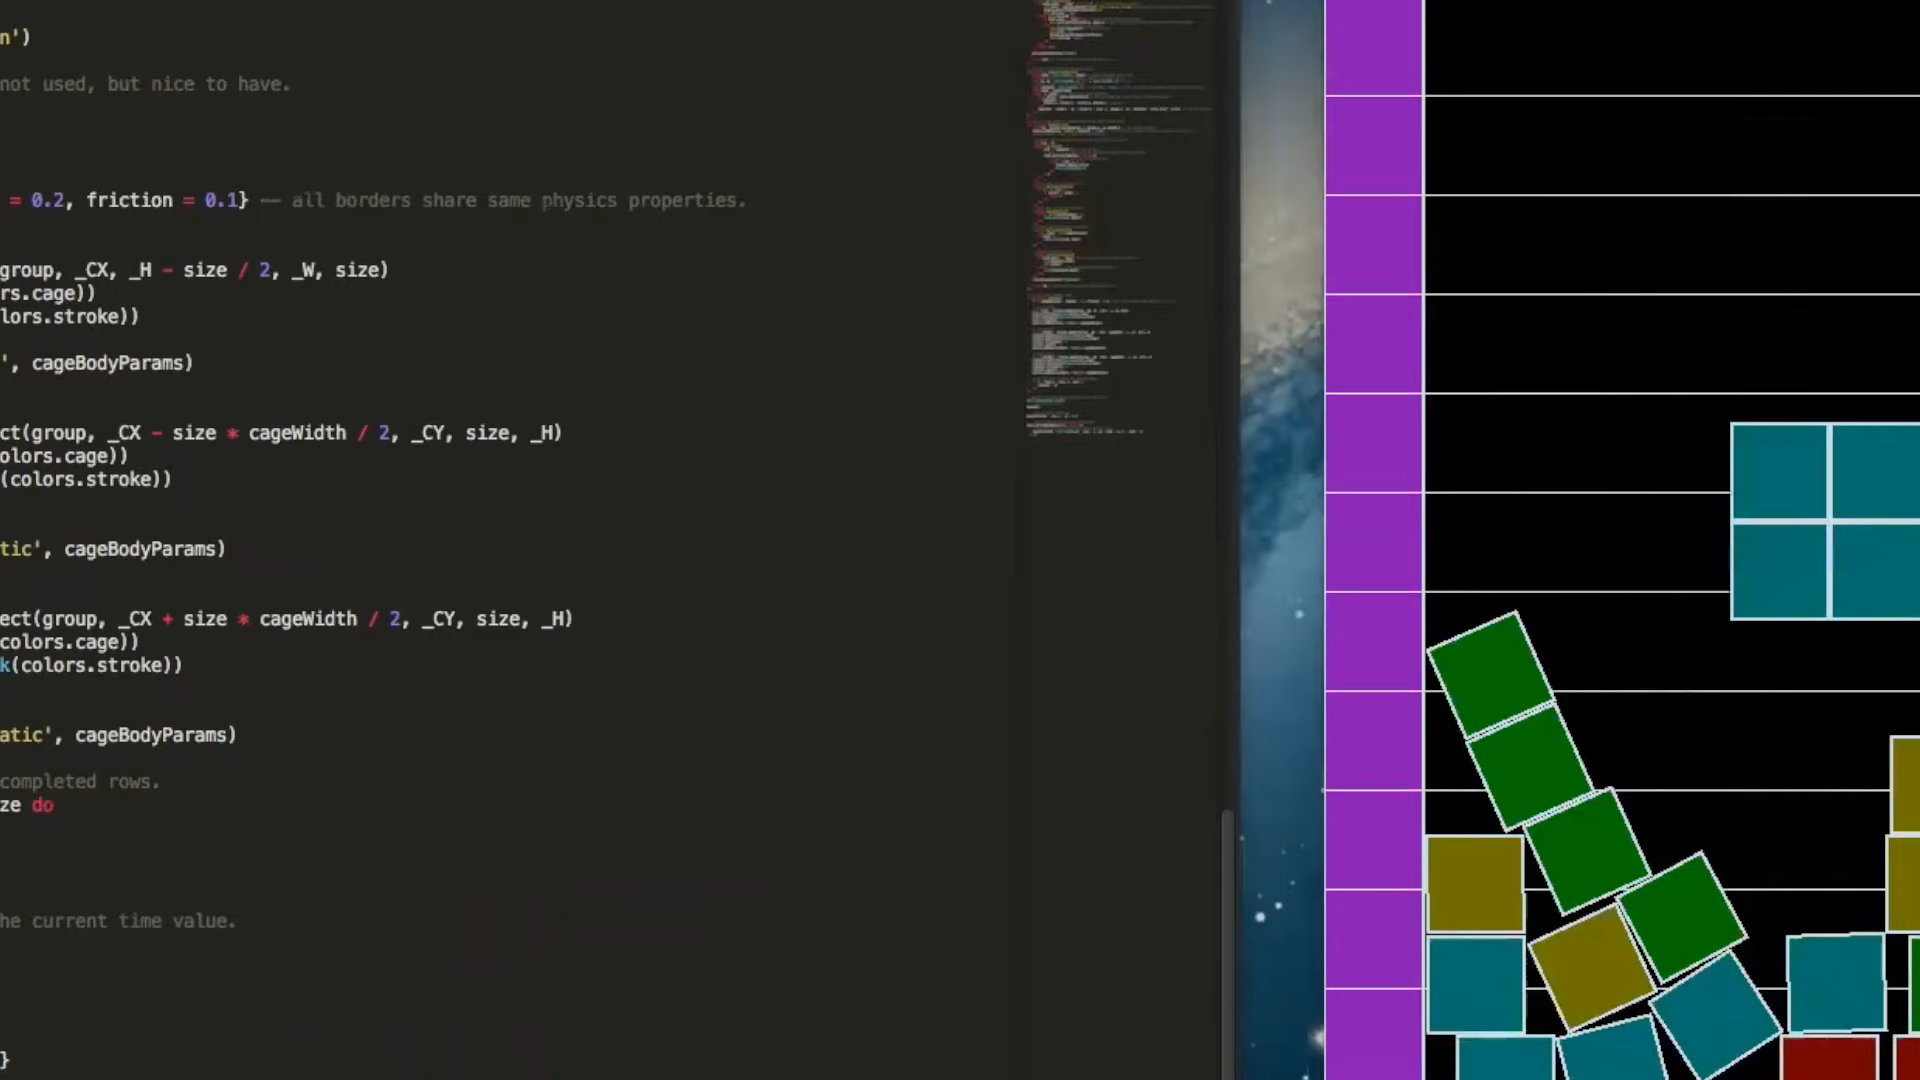 n')
not used, but nice to have.
= 0.2, friction = 0.1} -- all borders share same physics properties.
group, _CX, _H - size / 2, _W, size)
rs.cage))
lors.stroke))
', cageBodyParams)
ct(group, _CX - size * cageWidth / 2, _CY, size, _H)
olors.cage))
(colors.stroke))
tic', cageBodyParams)
ect(group, _CX + size * cageWidth / 2, _CY, size, _H)
colors.cage))
k(colors.stroke))
atic', cageBodyParams)
completed rows.
ze do
he current time value.
}